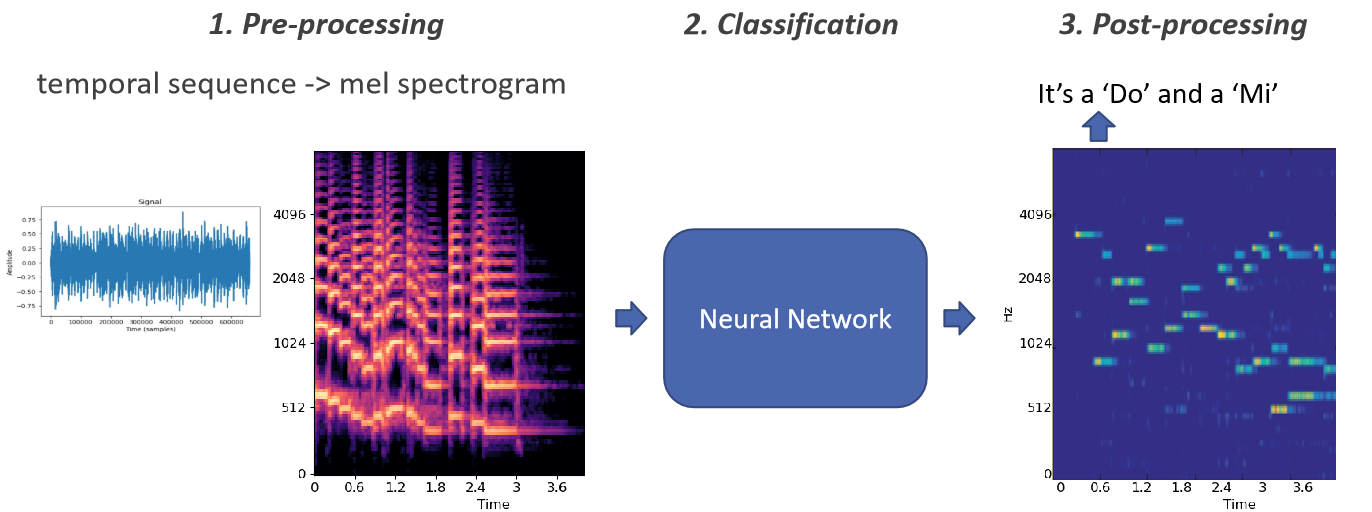 1. Pre-processing
2. Classification
3. Post-processing
temporal sequence -> mel spectrogram
It's a ‘Do’ and a ‘Mi’
Signal
Amplitude
0.75
0.50
0.25
0.00
−0.25
−0.50
−0.75
0 100000 200000 300000 400000 500000 600000
Time (samples)
4096
2048
1024
512
0
0 0.6 1.2 1.8 2.4 3 3.6
Time
Neural Network
Hz
4096
2048
1024
512
0
0 0.6 1.2 1.8 2.4 3 3.6
Time